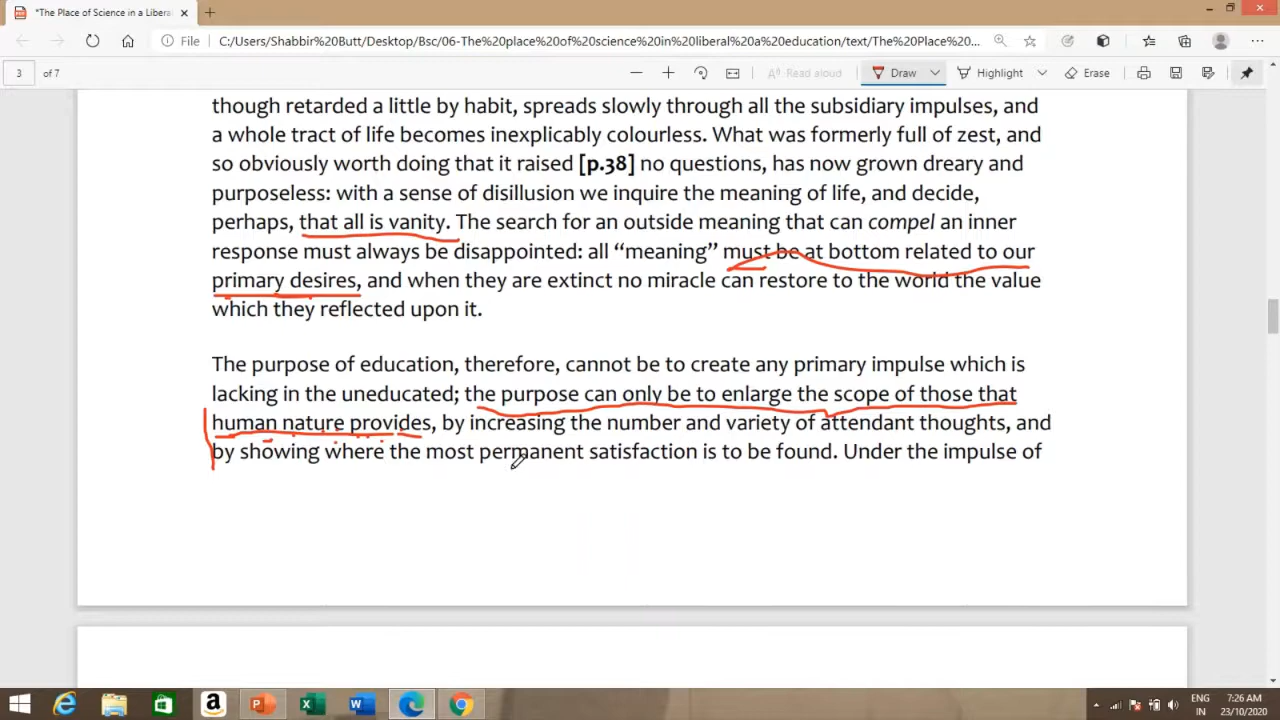 "The Place of Science in a Libera
File
C:/Users/Shabbir%20Butt/Desktop/Bsc/06-The%20place%20of%20science%20in%20liberal%20a%20education/text/The%20Place%20...
3 of 7
Read aloud
Draw
Highlight
Erase
though retarded a little by habit, spreads slowly through all the subsidiary impulses, and
a whole tract of life becomes inexplicably colourless. What was formerly full of zest, and
so obviously worth doing that it raised [p.38] no questions, has now grown dreary and
purposeless: with a sense of disillusion we inquire the meaning of life, and decide,
perhaps, that all is vanity. The search for an outside meaning that can compel an inner
response must always be disappointed: all “meaning” must be at bottom related to our
primary desires, and when they are extinct no miracle can restore to the world the value
which they reflected upon it.
The purpose of education, therefore, cannot be to create any primary impulse which is
lacking in the uneducated; the purpose can only be to enlarge the scope of those that
human nature provides, by increasing the number and variety of attendant thoughts, and
by showing where the most permanent satisfaction is to be found. Under the impulse of
ENG
7:26 AM
IN
23/10/2020